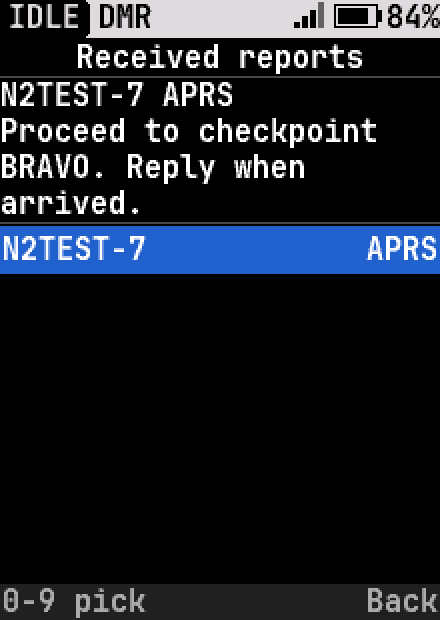 IDLE DMR 84%
Received reports
N2TEST-7 APRS
Proceed to checkpoint
BRAVO. Reply when
arrived.
N2TEST-7 APRS
0-9 pick Back